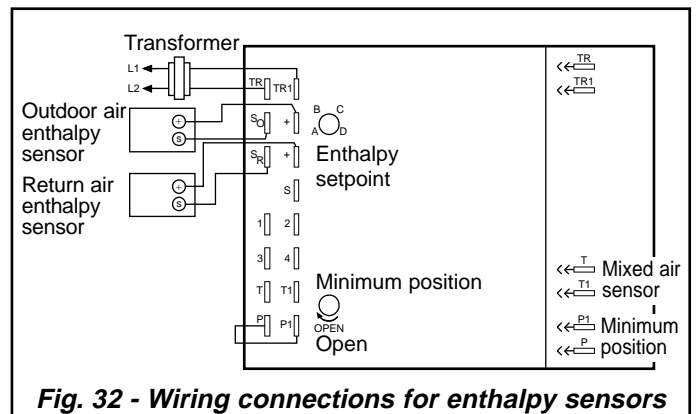 Transformer
L1
L2
TR TR1
TR
TR1
Outdoor air
enthalpy
sensor
+
S
SO +
B C
A D
Enthalpy
setpoint
SR +
Return air
enthalpy
sensor
+
S
S
1 2
3 4
T T1
Minimum position
OPEN
Open
P P1
T
T1
Mixed air
sensor
P1
P
Minimum
position
Fig. 32 - Wiring connections for enthalpy sensors